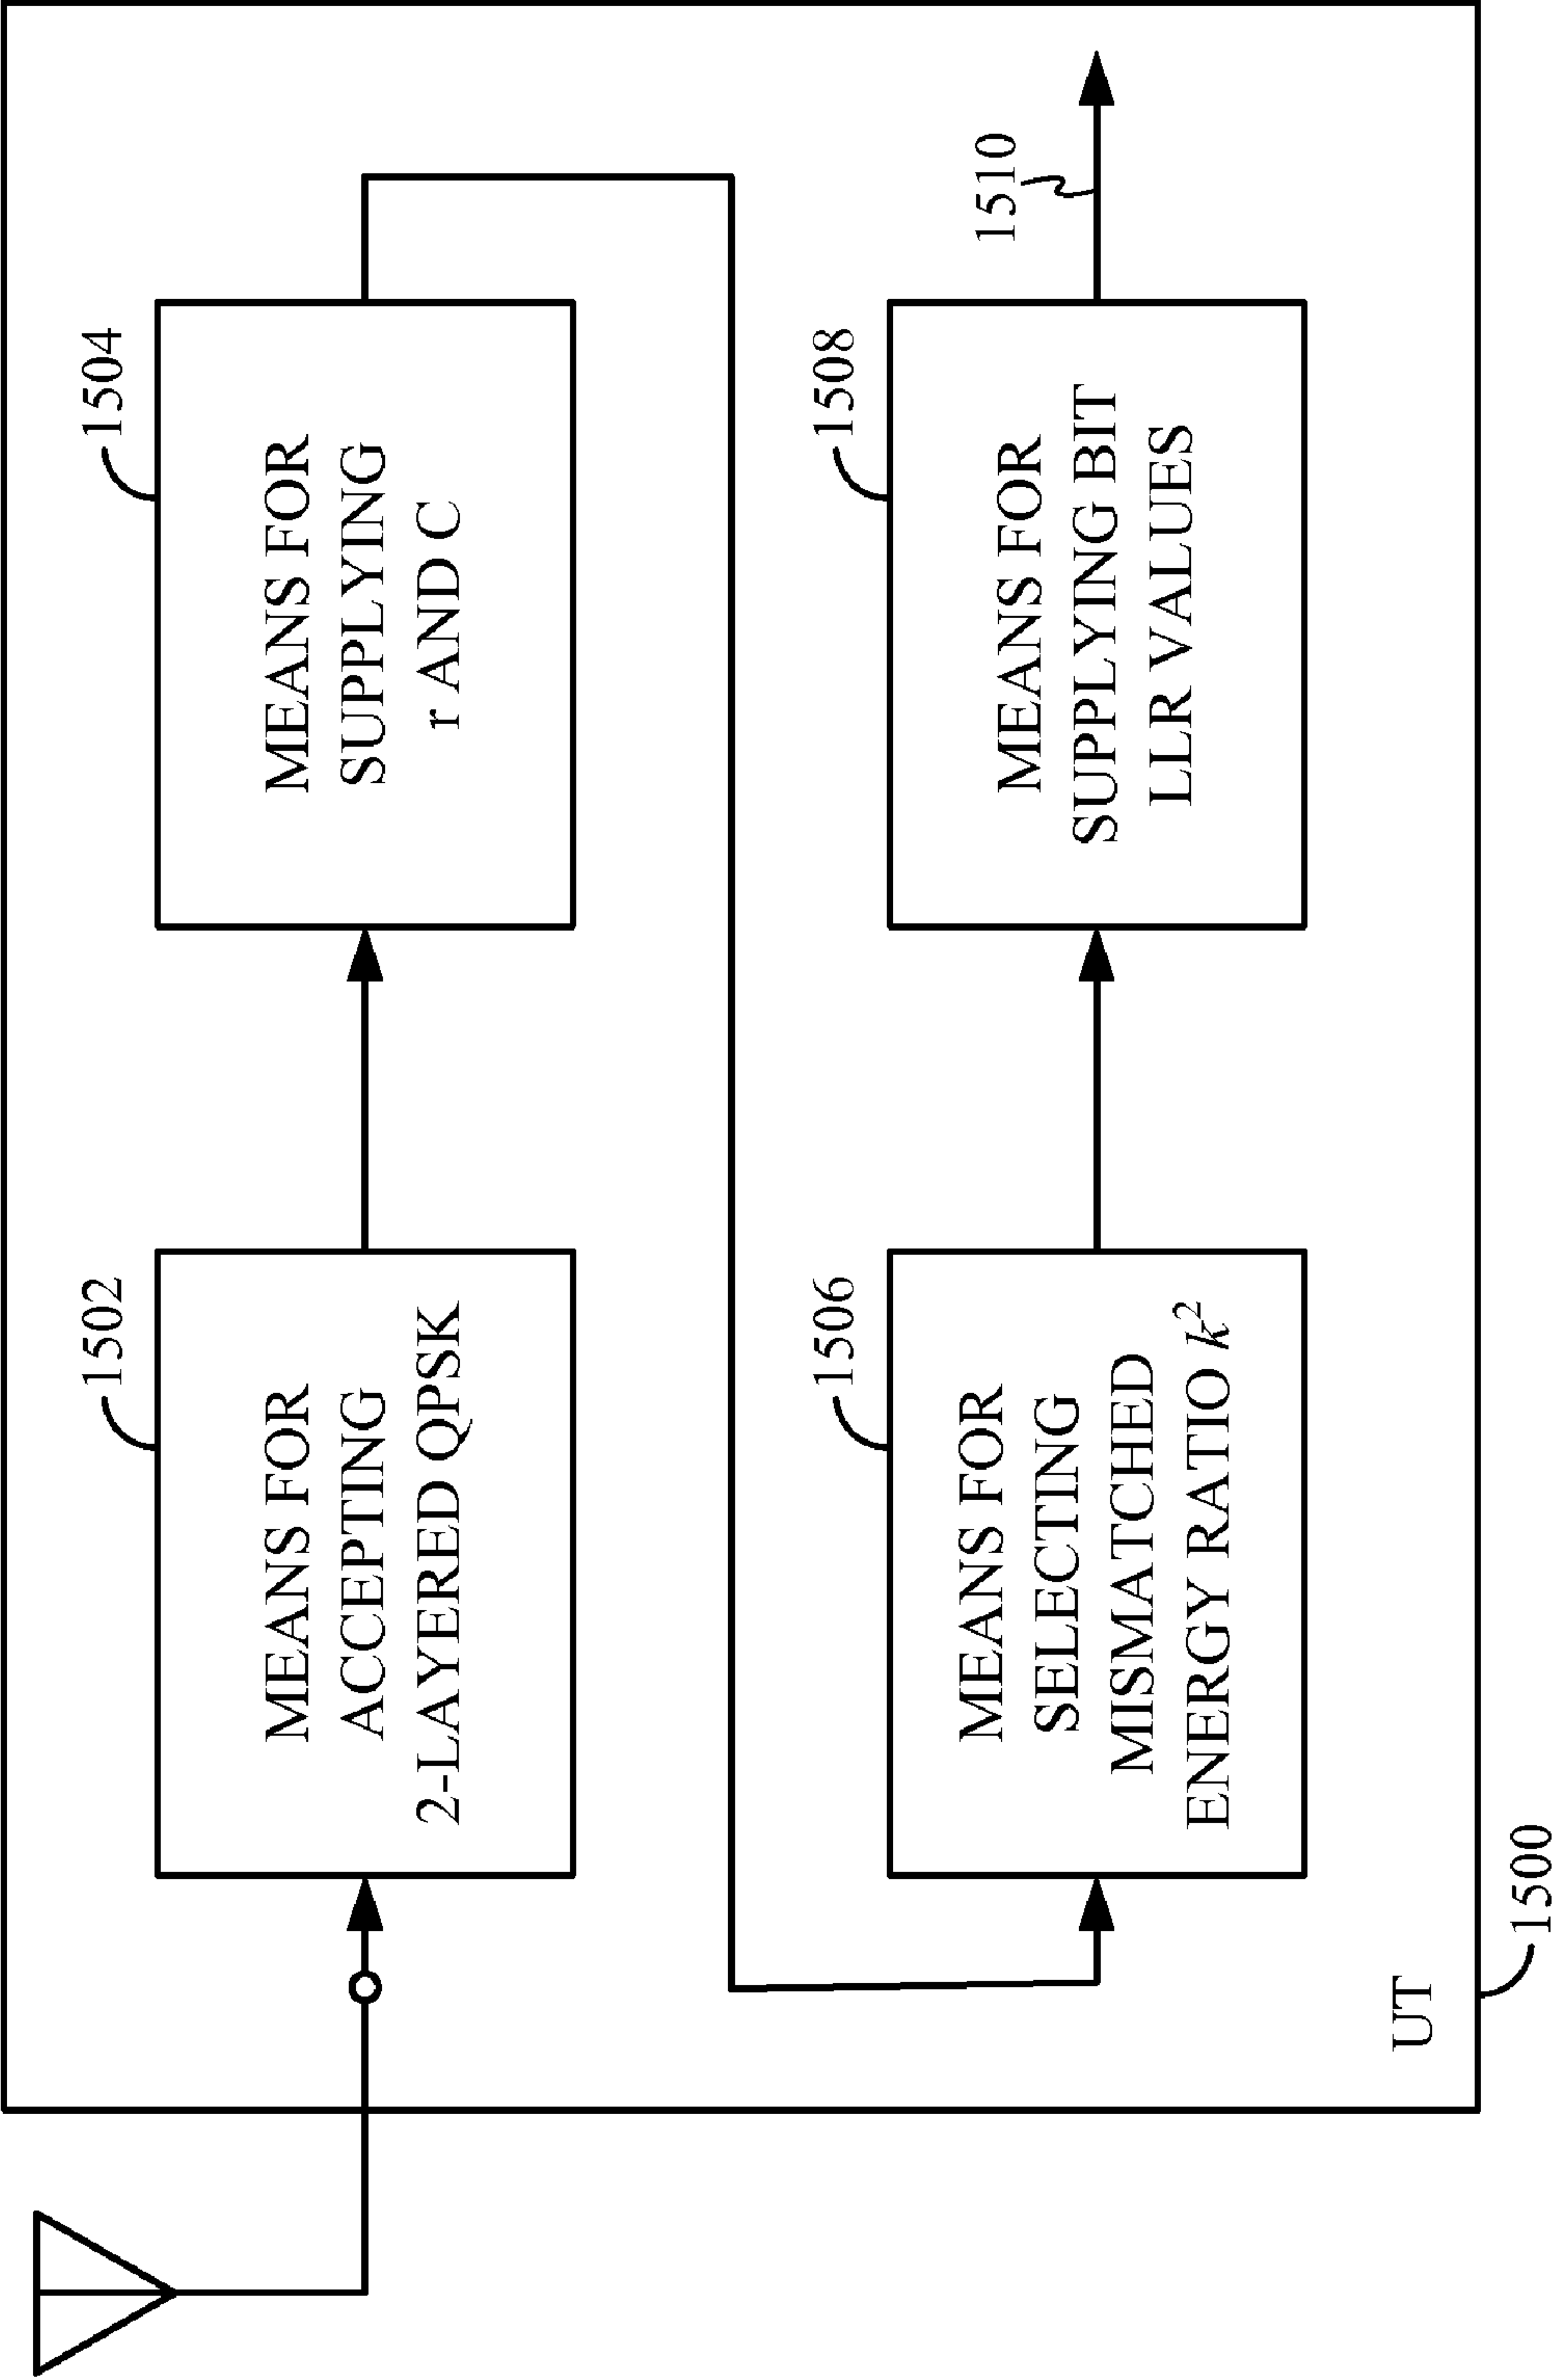 1502
MEANS FOR
ACCEPTING
2-LAYERED QPSK
1504
MEANS FOR
SUPPLYING
r AND C
1506
MEANS FOR
SELECTING
MISMATCHED
ENERGY RATIO k²
1508
MEANS FOR
SUPPLYING BIT
LLR VALUES
1510
UT
1500